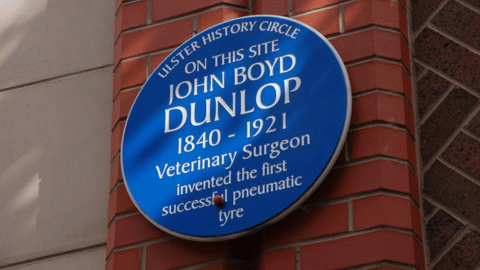 ULSTER HISTORY CIRCLE
ON THIS SITE
JOHN BOYD
DUNLOP
1840 - 1921
Veterinary Surgeon
invented the first
successful pneumatic
tyre